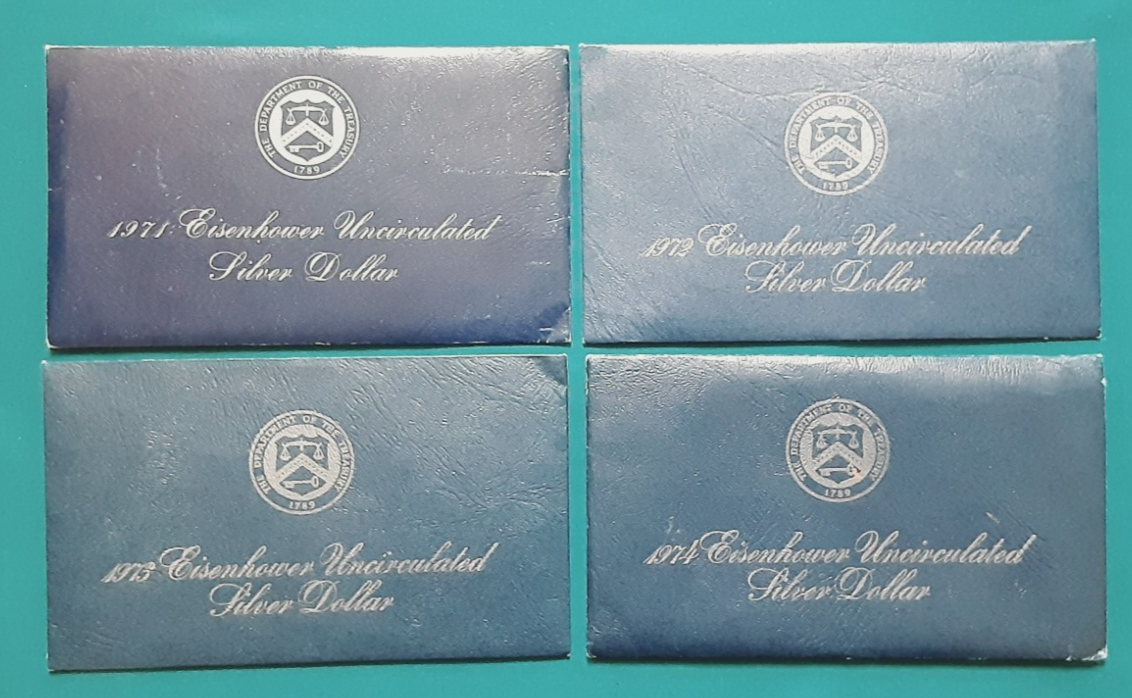 THE DEPARTMENT OF THE TREASURY
1789
1971 Eisenhower Uncirculated
Silver Dollar
THE DEPARTMENT OF THE TREASURY
1789
1972 Eisenhower Uncirculated
Silver Dollar
THE DEPARTMENT OF THE TREASURY
1789
1973 Eisenhower Uncirculated
Silver Dollar
THE DEPARTMENT OF THE TREASURY
1789
1974 Eisenhower Uncirculated
Silver Dollar